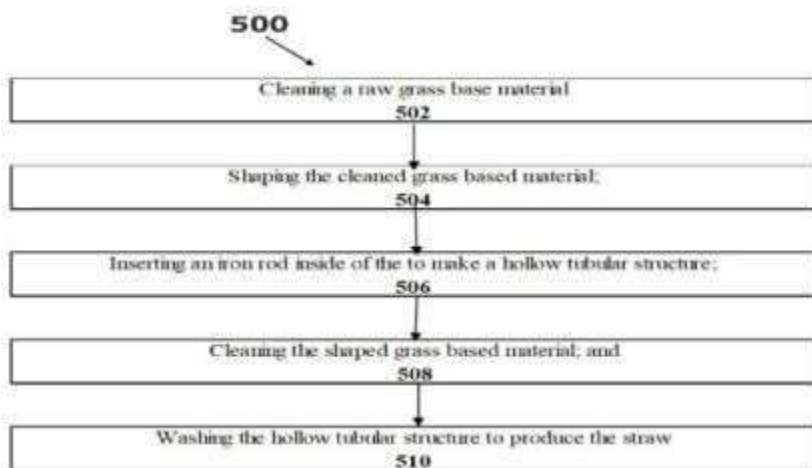 500
Cleaning a raw grass base material
502
Shaping the cleaned grass based material;
504
Inserting an iron rod inside of the to make a hollow tubular structure;
506
Cleaning the shaped grass based material; and
508
Washing the hollow tubular structure to produce the straw
510